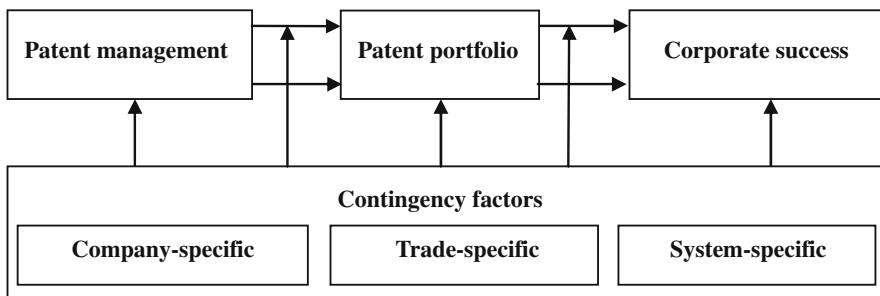 Patent management
Patent portfolio
Corporate success
Contingency factors
Company-specific
Trade-specific
System-specific